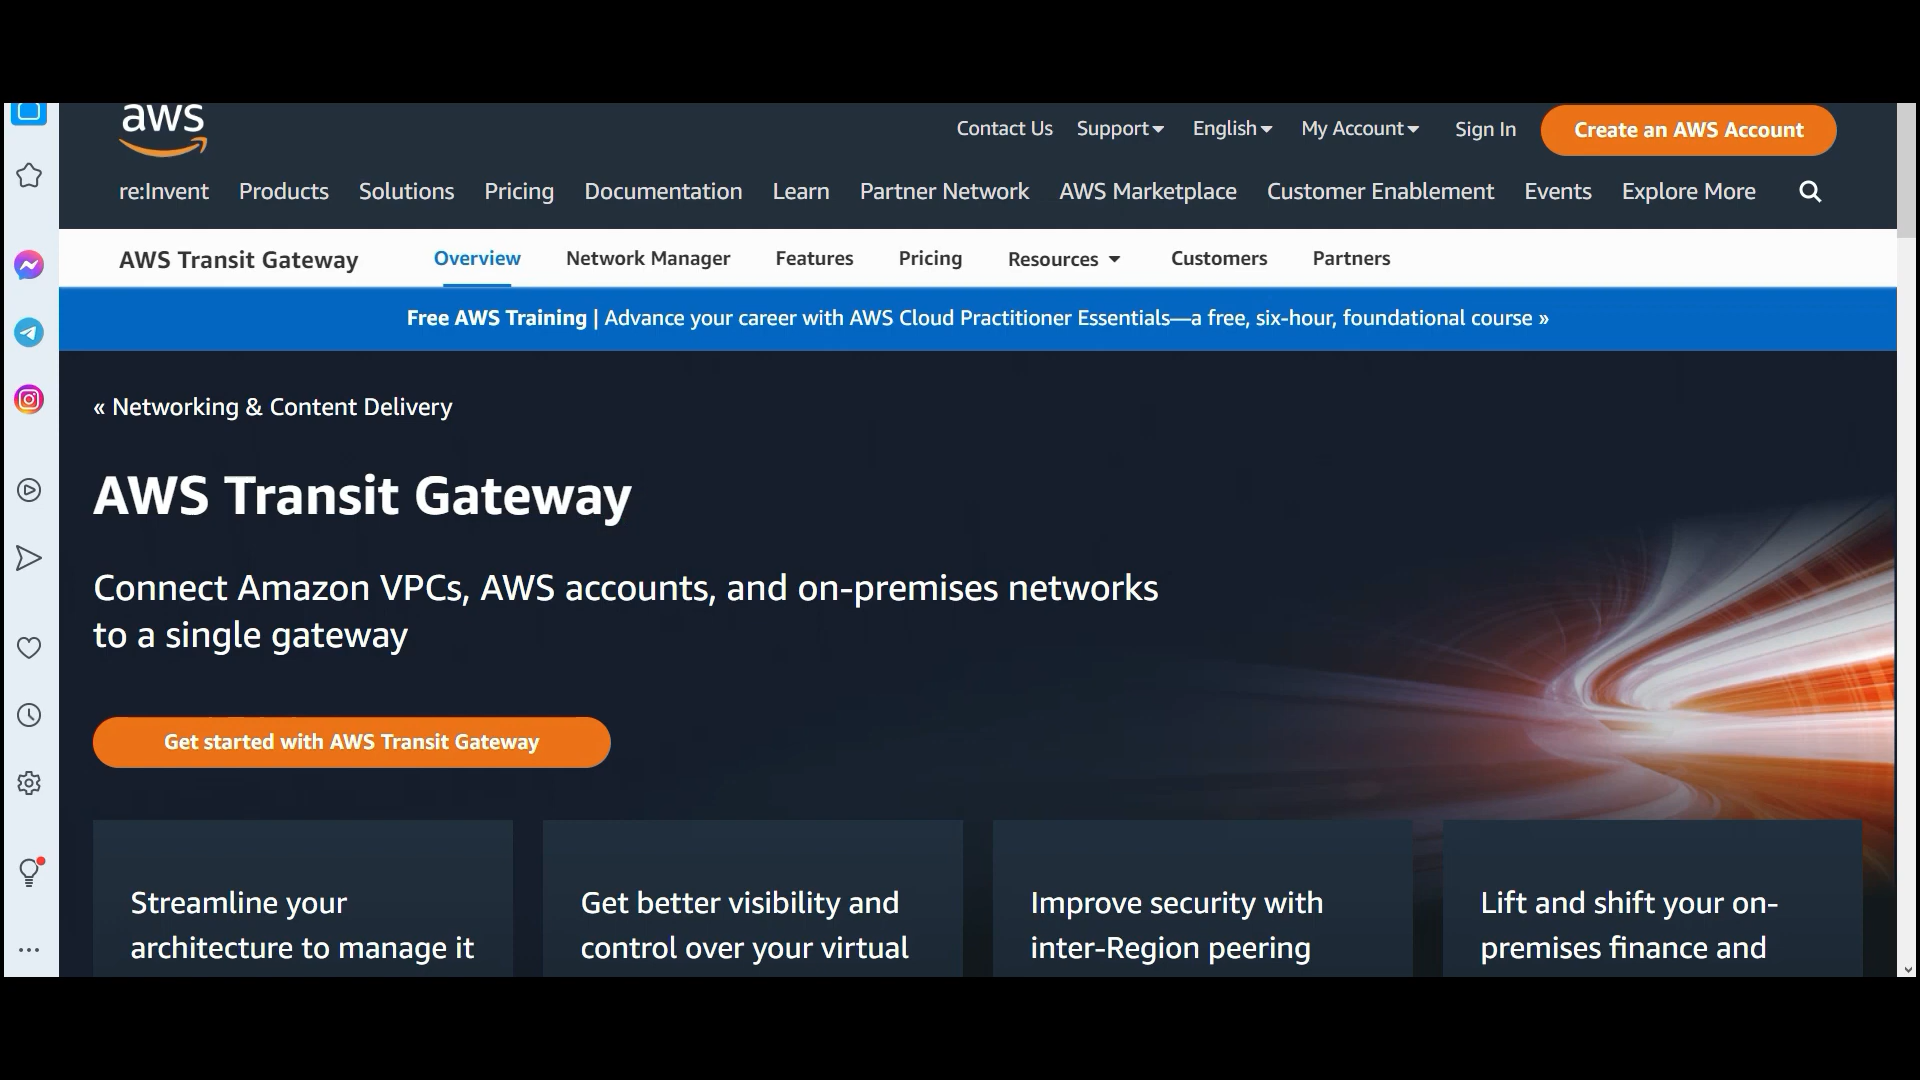 aws
Contact Us Support English My Account Sign In Create an AWS Account
re:Invent Products Solutions Pricing Documentation Learn Partner Network AWS Marketplace Customer Enablement Events Explore More
AWS Transit Gateway Overview Network Manager Features Pricing Resources Customers Partners
Free AWS Training | Advance your career with AWS Cloud Practitioner Essentials—a free, six-hour, foundational course »
« Networking & Content Delivery
AWS Transit Gateway
Connect Amazon VPCs, AWS accounts, and on-premises networks
to a single gateway
Get started with AWS Transit Gateway
Streamline your
architecture to manage it
Get better visibility and
control over your virtual
Improve security with
inter-Region peering
Lift and shift your on-
premises finance and